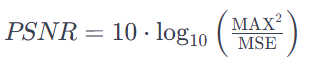 PSNR = 10 · log₁₀ (MAX²/MSE)